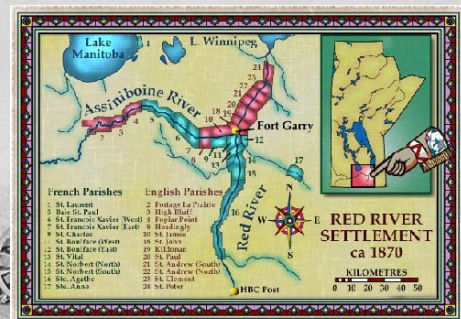 Lake
Manitoba
L. Winnipeg
Assiniboine River
Fort Garry
Red River
HBC Post
French Parishes
1 St. Laurent
5 Baie St. Paul
6 St. Francois Xavier (West)
7 St. Francois Xavier (East)
9 St. Charles
11 St. Boniface (West)
12 St. Boniface (East)
13 St. Vital
14 St. Norbert (North)
15 St. Norbert (South)
16 Ste. Agathe
17 Ste. Anne
English Parishes
2 Portage La Prairie
3 High Bluff
4 Poplar Point
8 Headingly
10 St. James
18 St. John
19 Kildonan
20 St. Paul
21 St. Andrew (South)
22 St. Andrew (North)
23 St. Clement
24 St. Peter
N
W
E
S
RED RIVER
SETTLEMENT
ca 1870
KILOMETRES
0 10 20 30 40 50